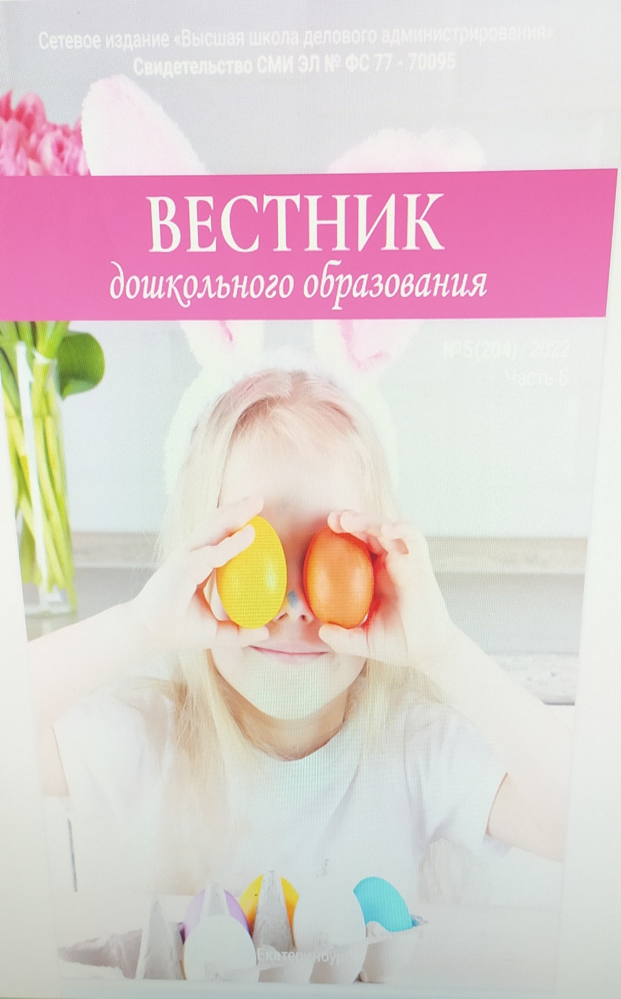 Сетевое издание «Высшая школа делового администрирования»
Свидетельство СМИ ЭЛ № ФС 77 - 70095
ВЕСТНИК
дошкольного образования
№5(204) / 2022
Часть 6
Екатеринбург